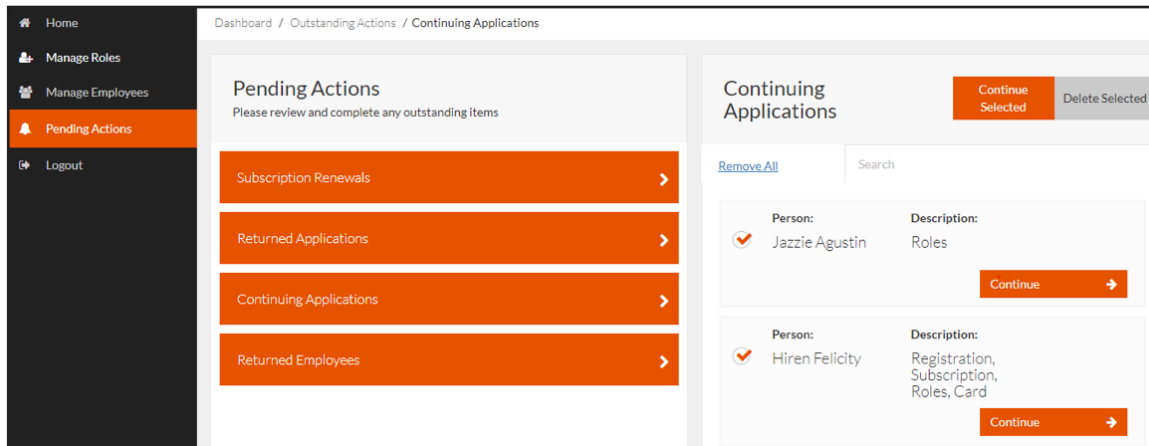 Home
Manage Roles
Manage Employees
Pending Actions
Logout
Dashboard / Outstanding Actions / Continuing Applications
Pending Actions
Please review and complete any outstanding items
Subscription Renewals
Returned Applications
Continuing Applications
Returned Employees
Continuing
Applications
Continue
Selected
Delete Selected
Remove All
Search
Person: Description:
Jazzie Agustin Roles
Continue
Person: Description:
Hiren Felicity Registration,
Subscription,
Roles, Card
Continue